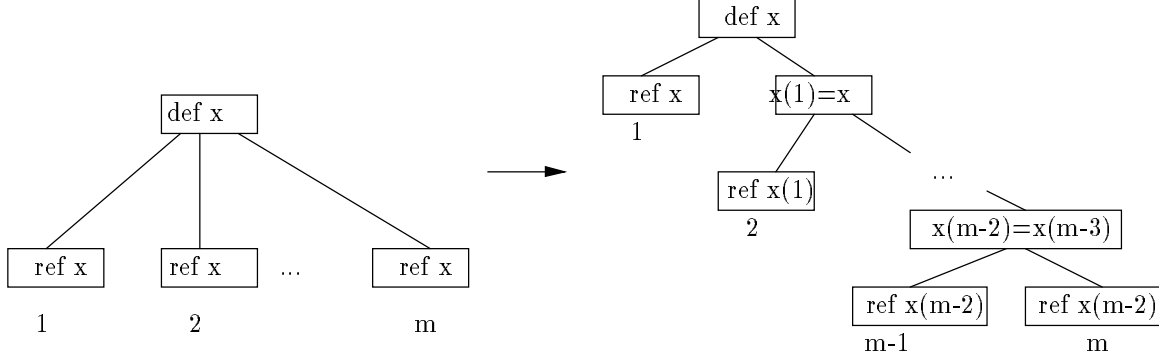 def x
ref x
ref x
...
ref x
1
2
m
def x
ref x
x(1)=x
1
...
ref x(1)
2
x(m-2)=x(m-3)
ref x(m-2)
ref x(m-2)
m-1
m